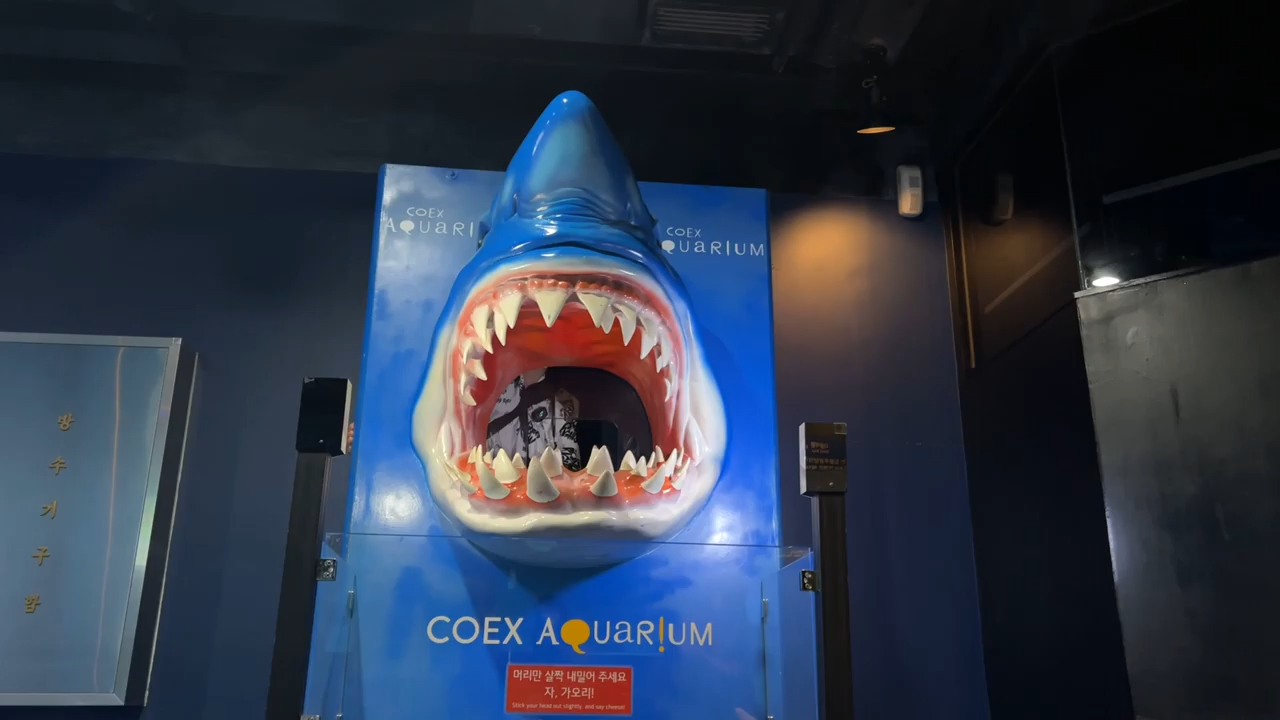 COEX
AQUARI
COEX
QUARIUM
방
수
기
구
함
COEX AQUARIUM
머리만 살짝 내밀어 주세요
자, 가오리!
Stick your head out slightly, and say cheese!